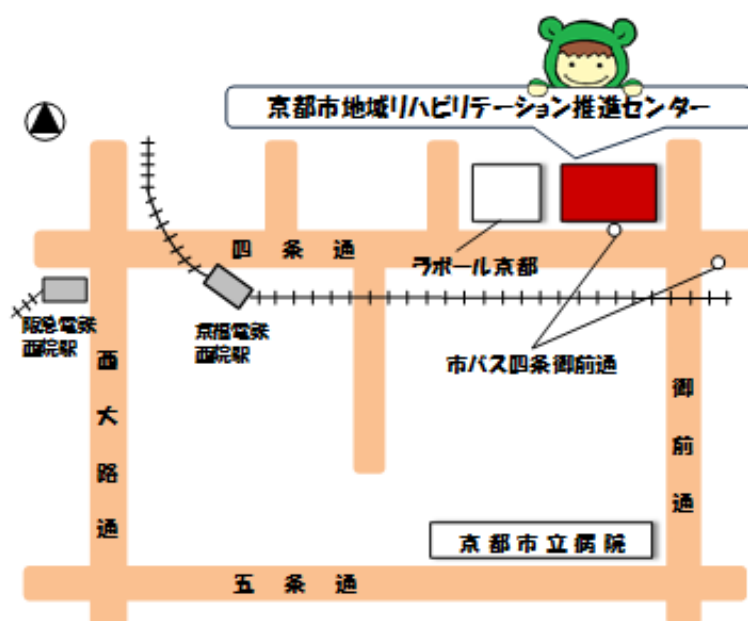 京都市地域リハビリテーション推進センター
四条通
ラポール京都
阪急電鉄
西院駅
京福電鉄
西院駅
市バス四条御前通
西大路通
御前通
京都市立病院
五条通